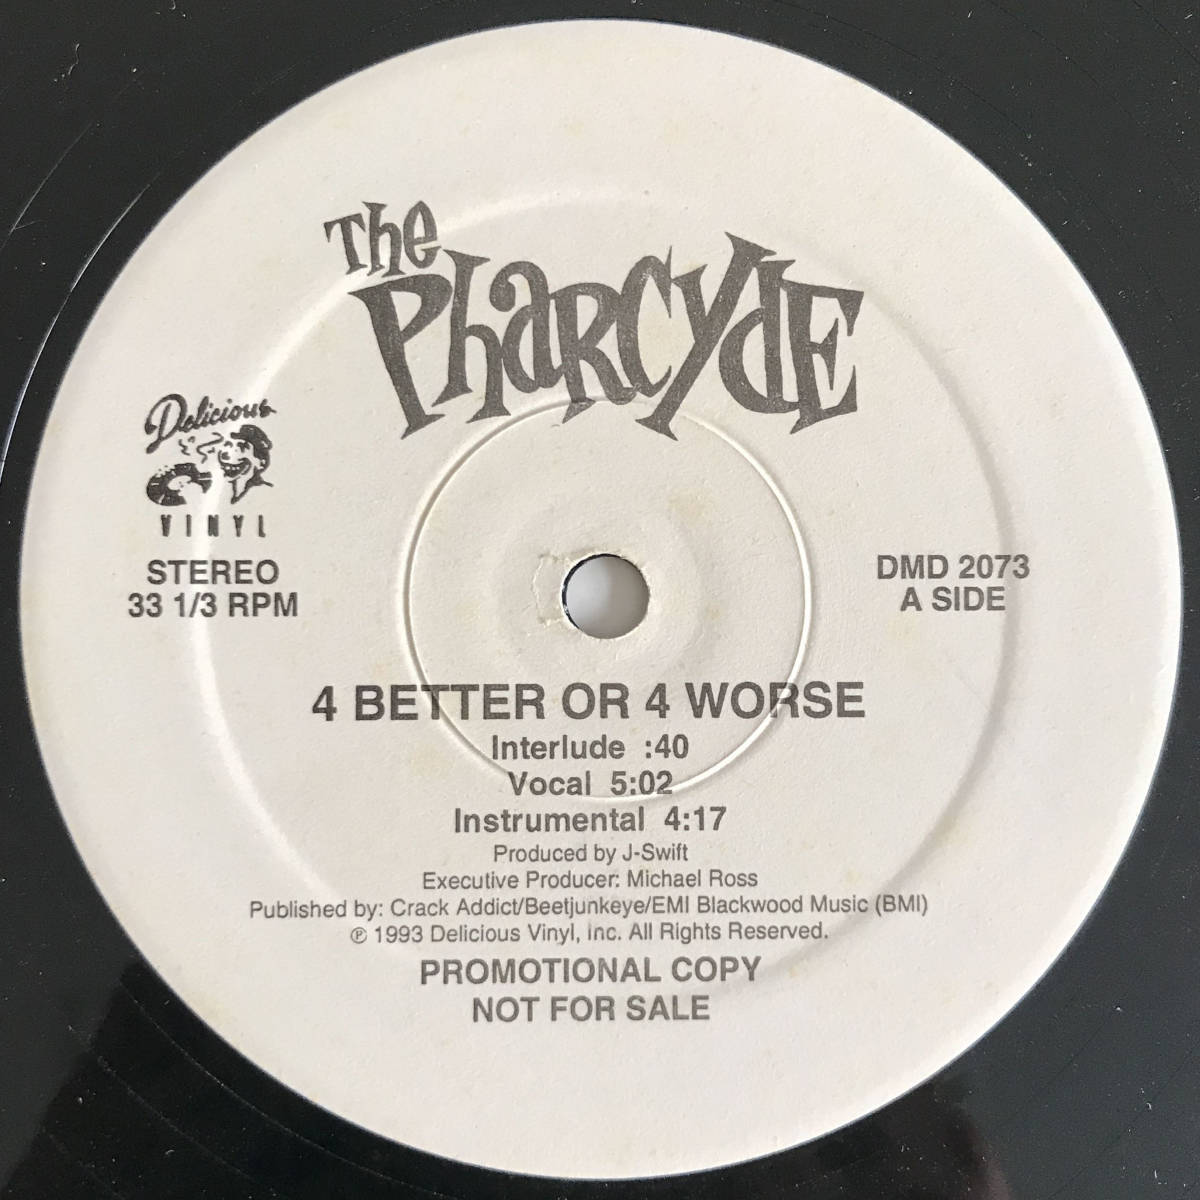 The
Pharcyde
Delicious
VINYL
STEREO
33 1/3 RPM
DMD 2073
A SIDE
4 BETTER OR 4 WORSE
Interlude :40
Vocal 5:02
Instrumental 4:17
Produced by J-Swift
Executive Producer: Michael Ross
Published by: Crack Addict/Beetjunkeye/EMI Blackwood Music (BMI)
℗ 1993 Delicious Vinyl, Inc. All Rights Reserved.
PROMOTIONAL COPY
NOT FOR SALE